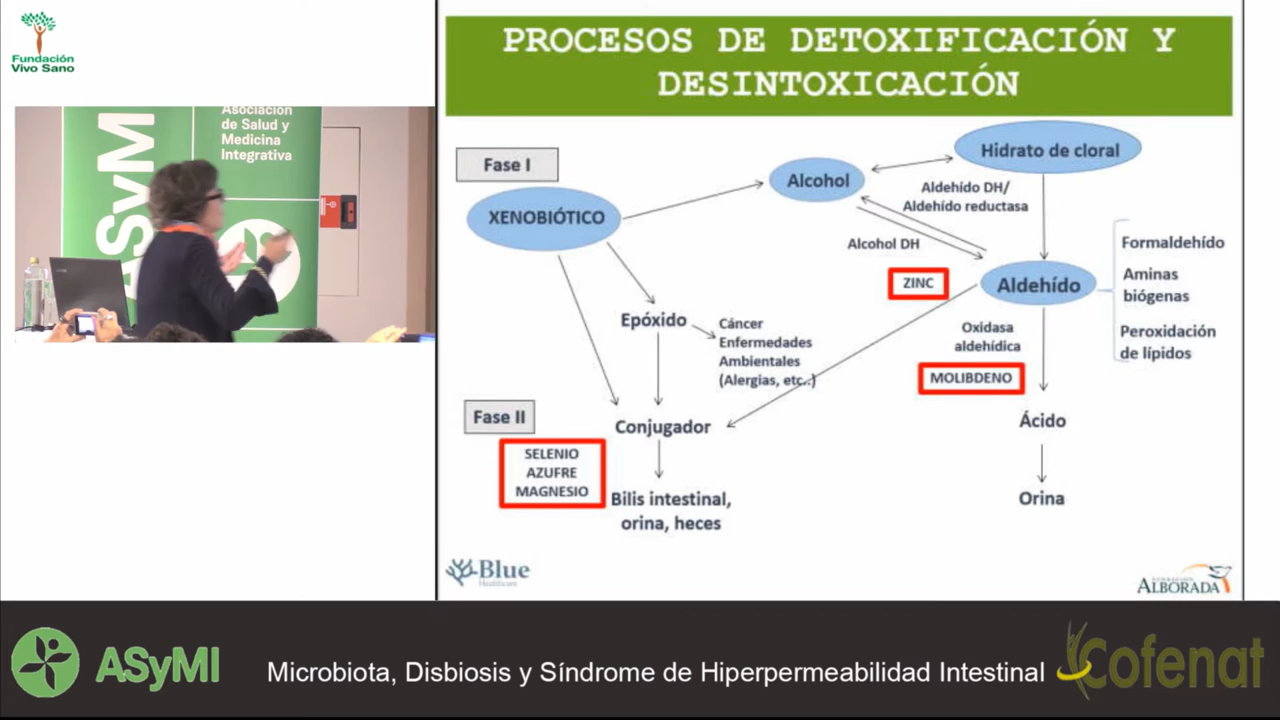 Fundación
Vivo Sano
ASyM
Asociación
de Salud y
Medicina
Integrativa
PROCESOS DE DETOXIFICACIÓN Y
DESINTOXICACIÓN
Fase I
XENOBIÓTICO
Alcohol
Hidrato de cloral
Aldehído DH/
Aldehído reductasa
Alcohol DH
ZINC
Aldehído
Formaldehído
Aminas
biógenas
Peroxidación
de lípidos
Epóxido
Cáncer
Enfermedades
Ambientales
(Alergias, etc..)
Oxidasa
aldehídica
MOLIBDENO
Fase II
SELENIO
AZUFRE
MAGNESIO
Conjugador
Bilis intestinal,
orina, heces
Ácido
Orina
Blue
Healthcare
FUNDACIÓN
ALBORADA
ASyMI
Microbiota, Disbiosis y Síndrome de Hiperpermeabilidad Intestinal
Cofenat